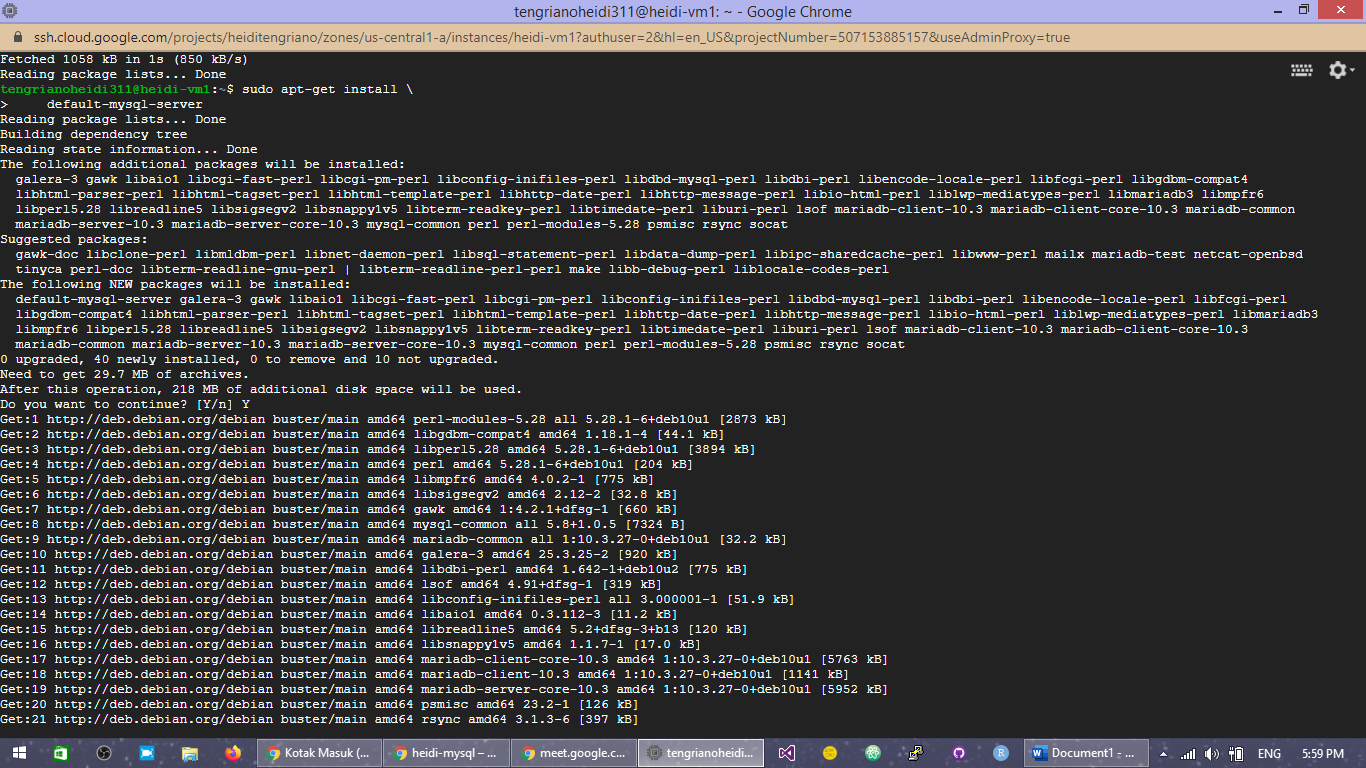 tengrianoheidi311@heidi-vm1: ~ - Google Chrome
ssh.cloud.google.com/projects/heiditengriano/zones/us-central1-a/instances/heidi-vm1?authuser=2&hl=en_US&projectNumber=507153885157&useAdminProxy=true
Fetched 1058 kB in 1s (850 kB/s)
Reading package lists... Done
tengrianoheidi311@heidi-vm1:~$ sudo apt-get install \
>     default-mysql-server
Reading package lists... Done
Building dependency tree
Reading state information... Done
The following additional packages will be installed:
  galera-3 gawk libaio1 libcgi-fast-perl libcgi-pm-perl libconfig-inifiles-perl libdbd-mysql-perl libdbi-perl libencode-locale-perl libfcgi-perl libgdbm-compat4
  libhtml-parser-perl libhtml-tagset-perl libhtml-template-perl libhttp-date-perl libhttp-message-perl libio-html-perl liblwp-mediatypes-perl libmariadb3 libmpfr6
  libperl5.28 libreadline5 libsigsegv2 libsnappy1v5 libterm-readkey-perl libtimedate-perl liburi-perl lsof mariadb-client-10.3 mariadb-client-core-10.3 mariadb-common
  mariadb-server-10.3 mariadb-server-core-10.3 mysql-common perl perl-modules-5.28 psmisc rsync socat
Suggested packages:
  gawk-doc libclone-perl libmldbm-perl libnet-daemon-perl libsql-statement-perl libdata-dump-perl libipc-sharedcache-perl libwww-perl mailx mariadb-test netcat-openbsd
  tinyca perl-doc libterm-readline-gnu-perl | libterm-readline-perl-perl make libb-debug-perl liblocale-codes-perl
The following NEW packages will be installed:
  default-mysql-server galera-3 gawk libaio1 libcgi-fast-perl libcgi-pm-perl libconfig-inifiles-perl libdbd-mysql-perl libdbi-perl libencode-locale-perl libfcgi-perl
  libgdbm-compat4 libhtml-parser-perl libhtml-tagset-perl libhtml-template-perl libhttp-date-perl libhttp-message-perl libio-html-perl liblwp-mediatypes-perl libmariadb3
  libmpfr6 libperl5.28 libreadline5 libsigsegv2 libsnappy1v5 libterm-readkey-perl libtimedate-perl liburi-perl lsof mariadb-client-10.3 mariadb-client-core-10.3
  mariadb-common mariadb-server-10.3 mariadb-server-core-10.3 mysql-common perl perl-modules-5.28 psmisc rsync socat
0 upgraded, 40 newly installed, 0 to remove and 10 not upgraded.
Need to get 29.7 MB of archives.
After this operation, 218 MB of additional disk space will be used.
Do you want to continue? [Y/n] Y
Get:1 http://deb.debian.org/debian buster/main amd64 perl-modules-5.28 all 5.28.1-6+deb10u1 [2873 kB]
Get:2 http://deb.debian.org/debian buster/main amd64 libgdbm-compat4 amd64 1.18.1-4 [44.1 kB]
Get:3 http://deb.debian.org/debian buster/main amd64 libperl5.28 amd64 5.28.1-6+deb10u1 [3894 kB]
Get:4 http://deb.debian.org/debian buster/main amd64 perl amd64 5.28.1-6+deb10u1 [204 kB]
Get:5 http://deb.debian.org/debian buster/main amd64 libmpfr6 amd64 4.0.2-1 [775 kB]
Get:6 http://deb.debian.org/debian buster/main amd64 libsigsegv2 amd64 2.12-2 [32.8 kB]
Get:7 http://deb.debian.org/debian buster/main amd64 gawk amd64 1:4.2.1+dfsg-1 [660 kB]
Get:8 http://deb.debian.org/debian buster/main amd64 mysql-common all 5.8+1.0.5 [7324 B]
Get:9 http://deb.debian.org/debian buster/main amd64 mariadb-common all 1:10.3.27-0+deb10u1 [32.2 kB]
Get:10 http://deb.debian.org/debian buster/main amd64 galera-3 amd64 25.3.25-2 [920 kB]
Get:11 http://deb.debian.org/debian buster/main amd64 libdbi-perl amd64 1.642-1+deb10u2 [775 kB]
Get:12 http://deb.debian.org/debian buster/main amd64 lsof amd64 4.91+dfsg-1 [319 kB]
Get:13 http://deb.debian.org/debian buster/main amd64 libconfig-inifiles-perl all 3.000001-1 [51.9 kB]
Get:14 http://deb.debian.org/debian buster/main amd64 libaio1 amd64 0.3.112-3 [11.2 kB]
Get:15 http://deb.debian.org/debian buster/main amd64 libreadline5 amd64 5.2+dfsg-3+b13 [120 kB]
Get:16 http://deb.debian.org/debian buster/main amd64 libsnappy1v5 amd64 1.1.7-1 [17.0 kB]
Get:17 http://deb.debian.org/debian buster/main amd64 mariadb-client-core-10.3 amd64 1:10.3.27-0+deb10u1 [5763 kB]
Get:18 http://deb.debian.org/debian buster/main amd64 mariadb-client-10.3 amd64 1:10.3.27-0+deb10u1 [1141 kB]
Get:19 http://deb.debian.org/debian buster/main amd64 mariadb-server-core-10.3 amd64 1:10.3.27-0+deb10u1 [5952 kB]
Get:20 http://deb.debian.org/debian buster/main amd64 psmisc amd64 23.2-1 [126 kB]
Get:21 http://deb.debian.org/debian buster/main amd64 rsync amd64 3.1.3-6 [397 kB]
Kotak Masuk (... heidi-mysql – ... meet.google.c... tengrianoheidi... Document1 - ... ENG 5:59 PM